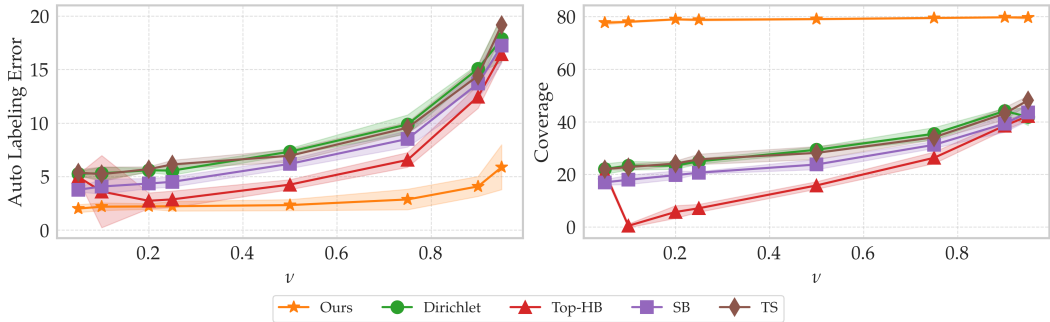 Auto Labeling Error
20
15
10
5
0
0.2
0.4
0.6
0.8
ν
Coverage
80
60
40
20
0
0.2
0.4
0.6
0.8
ν
Ours
Dirichlet
Top-HB
SB
TS